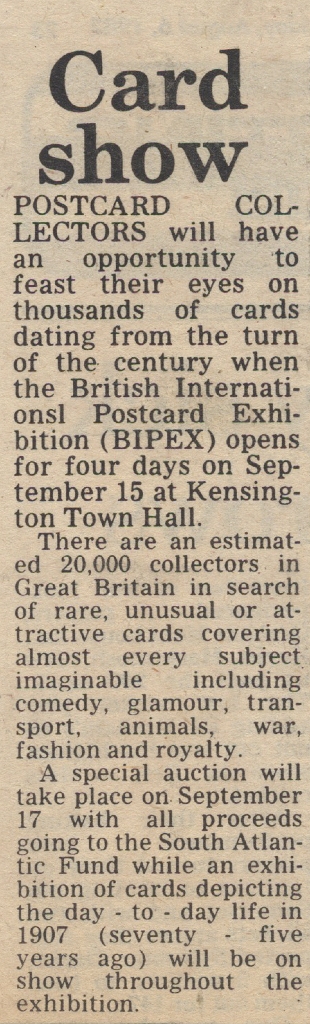 Card
show
POSTCARD COL-
LECTORS will have
an opportunity to
feast their eyes on
thousands of cards
dating from the turn
of the century when
the British Internati-
onsl Postcard Exhi-
bition (BIPEX) opens
for four days on Sep-
tember 15 at Kensing-
ton Town Hall.
There are an estimat-
ed 20,000 collectors in
Great Britain in search
of rare, unusual or at-
tractive cards covering
almost every subject
imaginable including
comedy, glamour, tran-
sport, animals, war,
fashion and royalty.
A special auction will
take place on September
17 with all proceeds
going to the South Atlan-
tic Fund while an exhi-
bition of cards depicting
the day - to - day life in
1907 (seventy - five
years ago) will be on
show throughout the
exhibition.